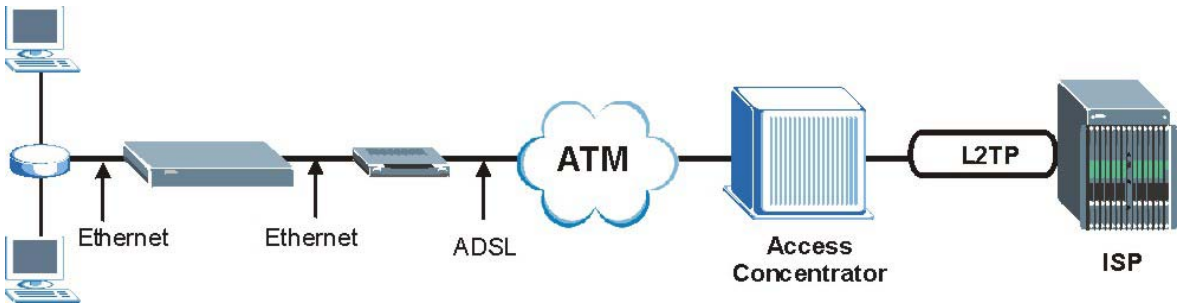 Ethernet
Ethernet
ADSL
ATM
Access
Concentrator
L2TP
ISP